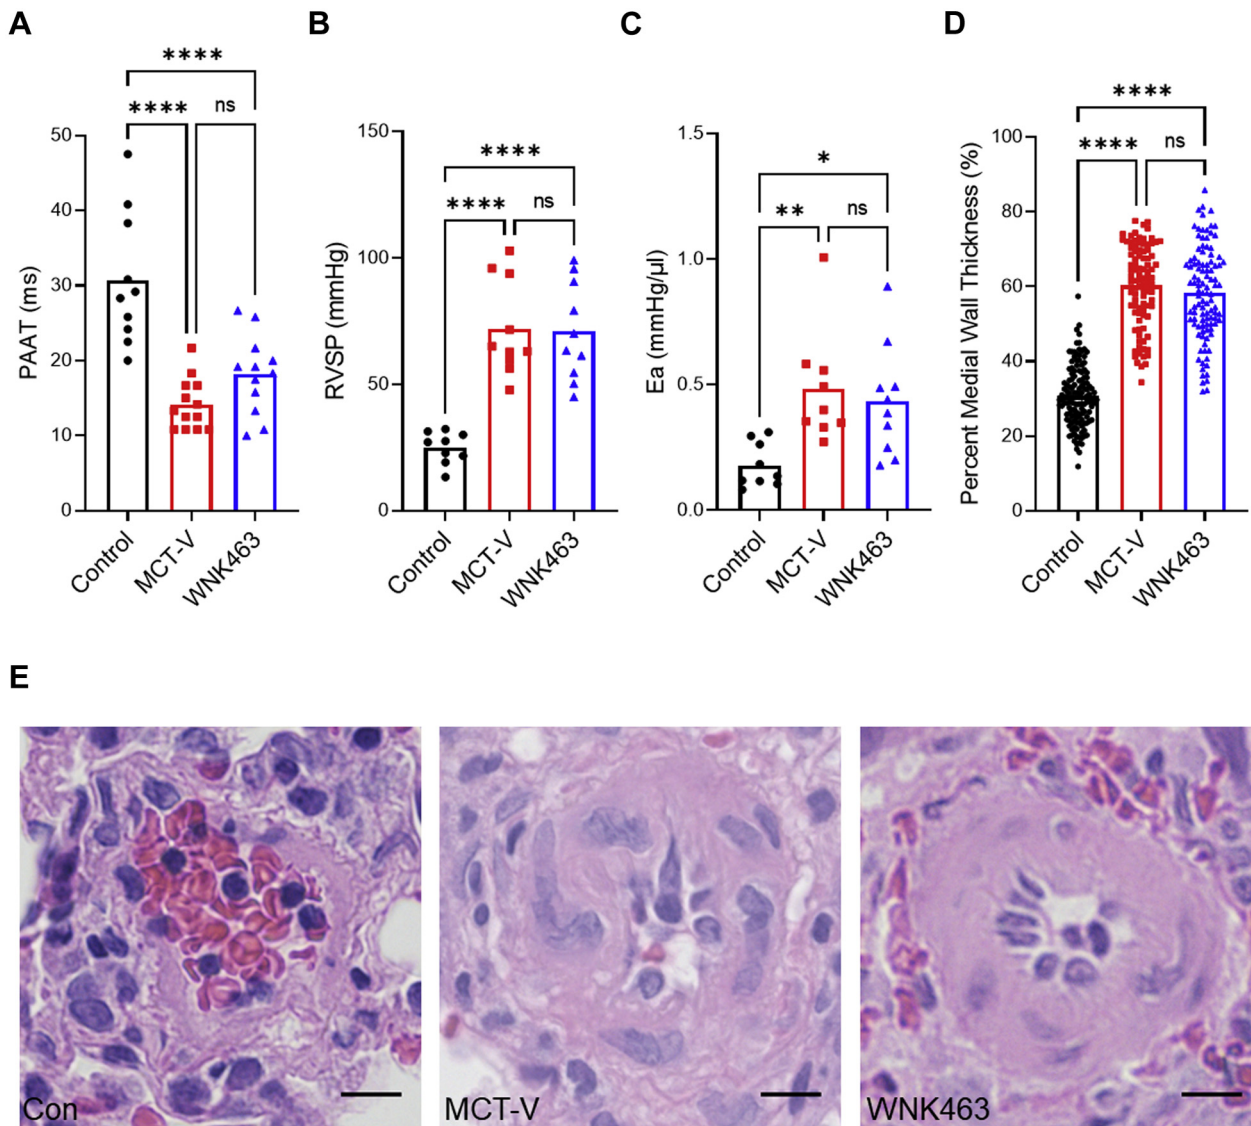 A
B
C
D
****
****
ns
PAAT (ms)
50
40
30
20
10
0
Control
MCT-V
WNK463
****
****
ns
RVSP (mmHg)
150
100
50
0
Control
MCT-V
WNK463
*
**
ns
Ea (mmHg/µl)
1.5
1.0
0.5
0.0
Control
MCT-V
WNK463
****
****
ns
Percent Medial Wall Thickness (%)
100
80
60
40
20
0
Control
MCT-V
WNK463
E
Con
MCT-V
WNK463